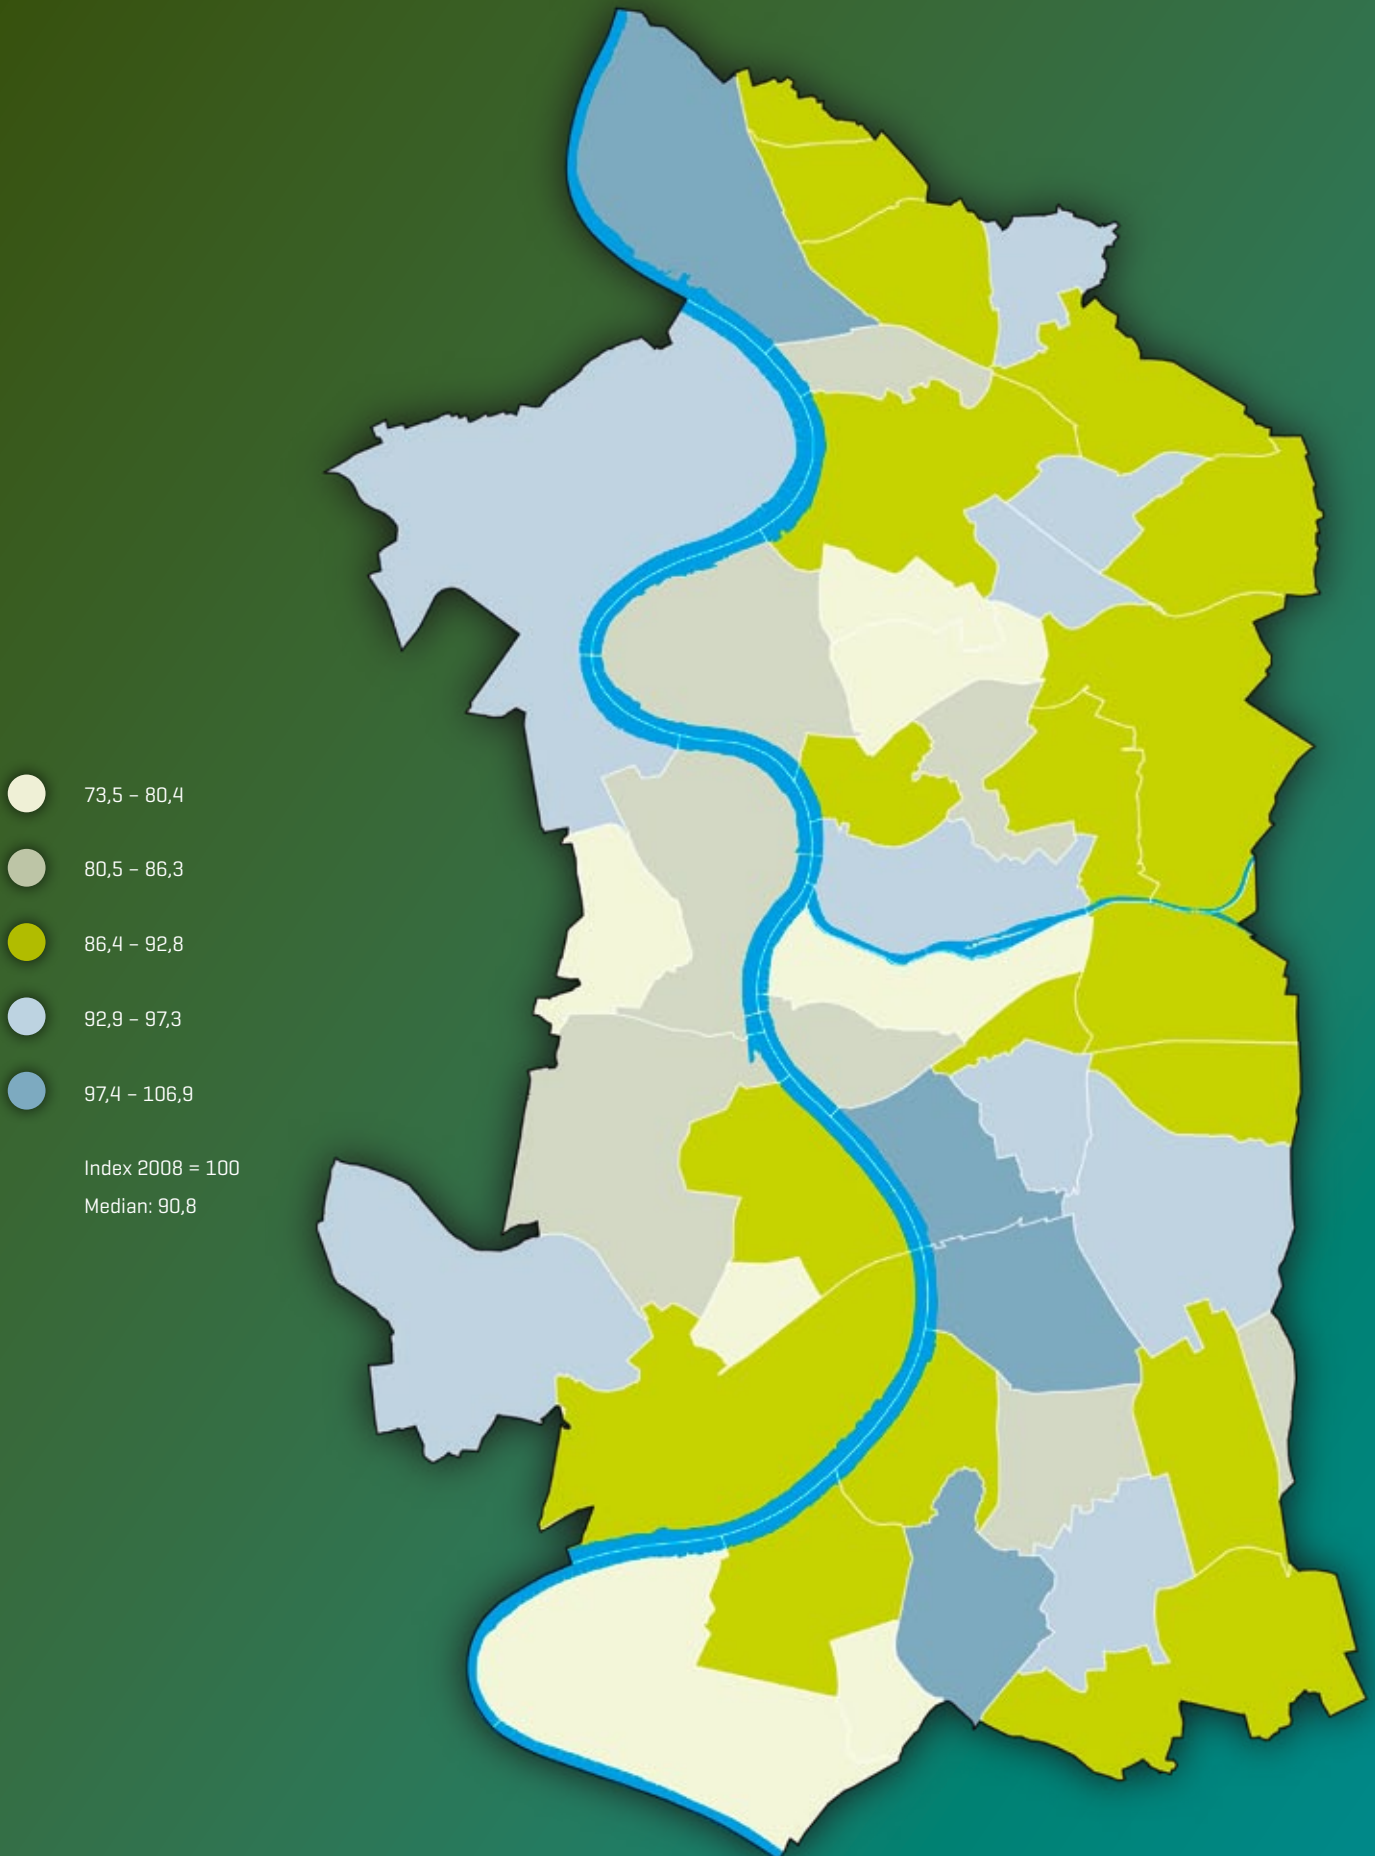 73,5 – 80,4
80,5 – 86,3
86,4 – 92,8
92,9 – 97,3
97,4 – 106,9
Index 2008 = 100
Median: 90,8